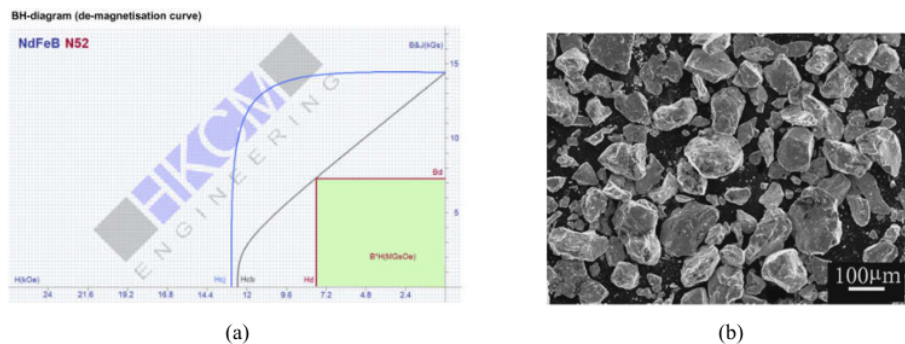 BH-diagram (de-magnetisation curve)
NdFeB N52
B&J(kGs)
15
HKCM
ENGINEERING
10
Bd
5
B*H(MGsOe)
H(kOe)
Hcj
Hcb
Hd
24
21.6
19.2
16.8
14.4
12
9.6
7.2
4.8
2.4
100μm
(a)
(b)